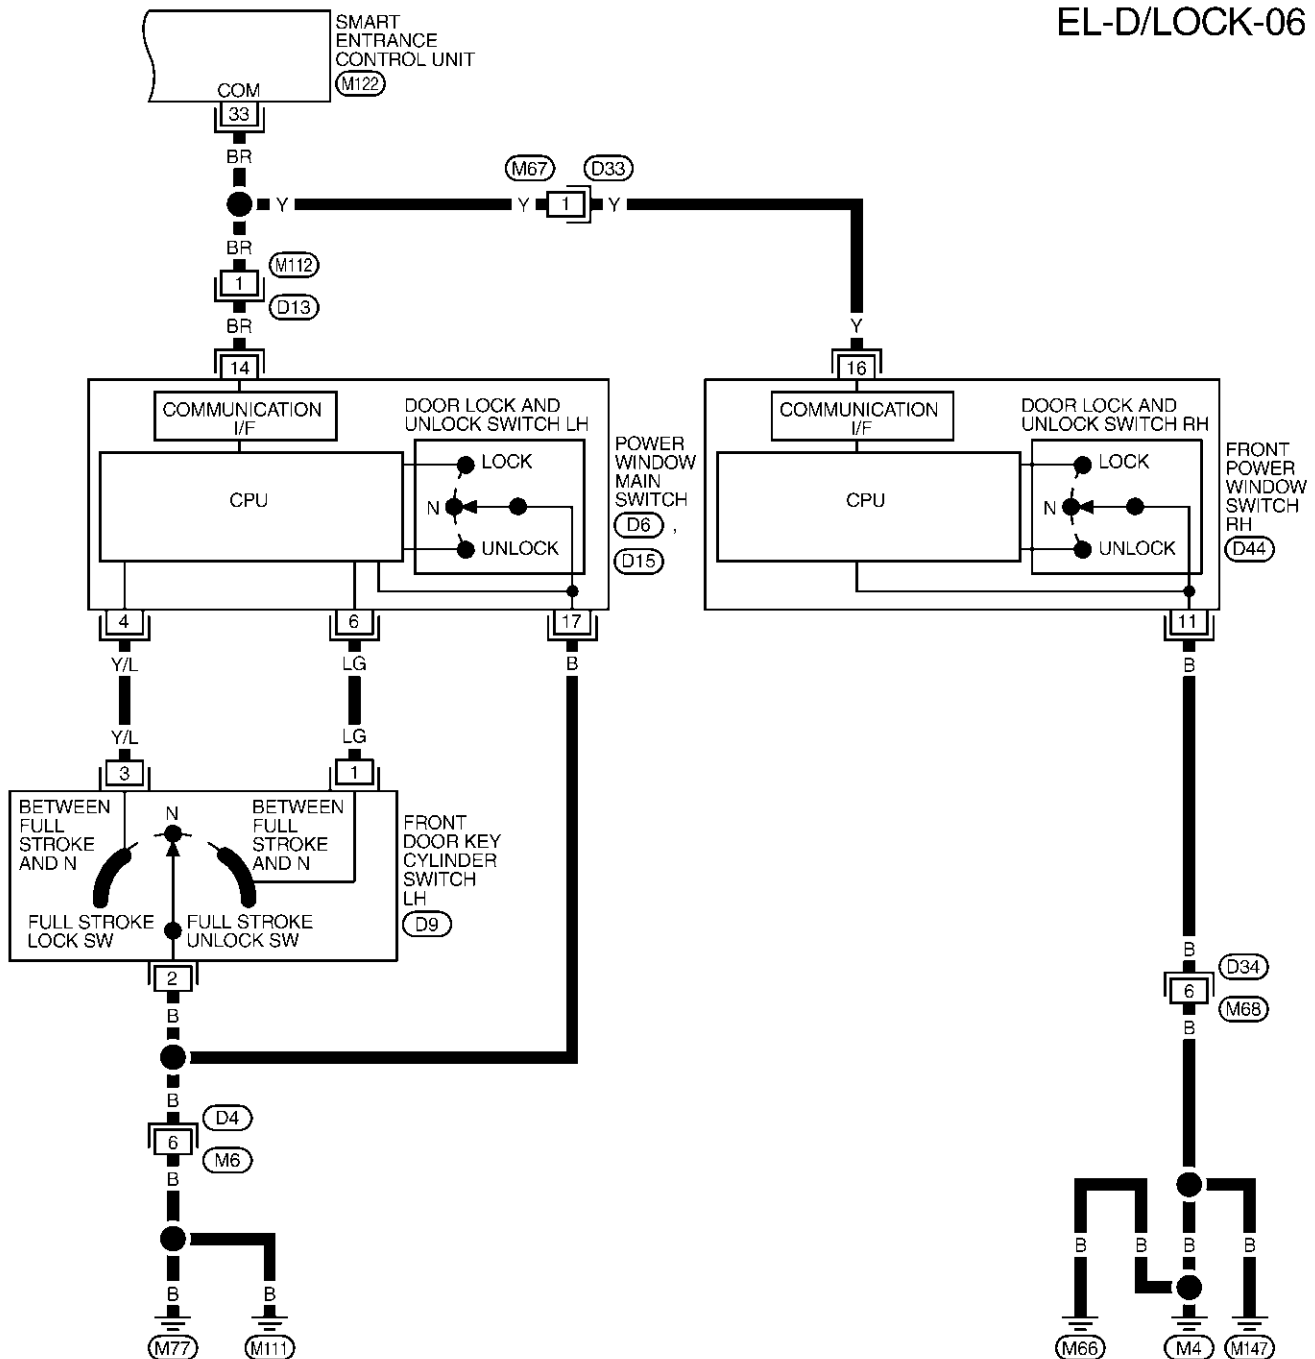 EL-D/LOCK-06
SMART
ENTRANCE
CONTROL UNIT
M122
COM
33
BR
M67
D33
Y
Y
1
Y
BR
M112
1
D13
BR
Y
14
16
COMMUNICATION
I/F
DOOR LOCK AND
UNLOCK SWITCH LH
LOCK
CPU
N
UNLOCK
POWER
WINDOW
MAIN
SWITCH
D6 ,
D15
COMMUNICATION
I/F
DOOR LOCK AND
UNLOCK SWITCH RH
LOCK
CPU
N
UNLOCK
FRONT
POWER
WINDOW
SWITCH
RH
D44
4
6
17
11
Y/L
LG
B
B
Y/L
LG
3
1
BETWEEN
FULL
STROKE
AND N
N
BETWEEN
FULL
STROKE
AND N
FULL STROKE
LOCK SW
FULL STROKE
UNLOCK SW
FRONT
DOOR KEY
CYLINDER
SWITCH
LH
D9
2
B
B
D34
6
M68
B
B
D4
6
M6
B
B
B
B
B
B
B
M77
M111
M66
M4
M147